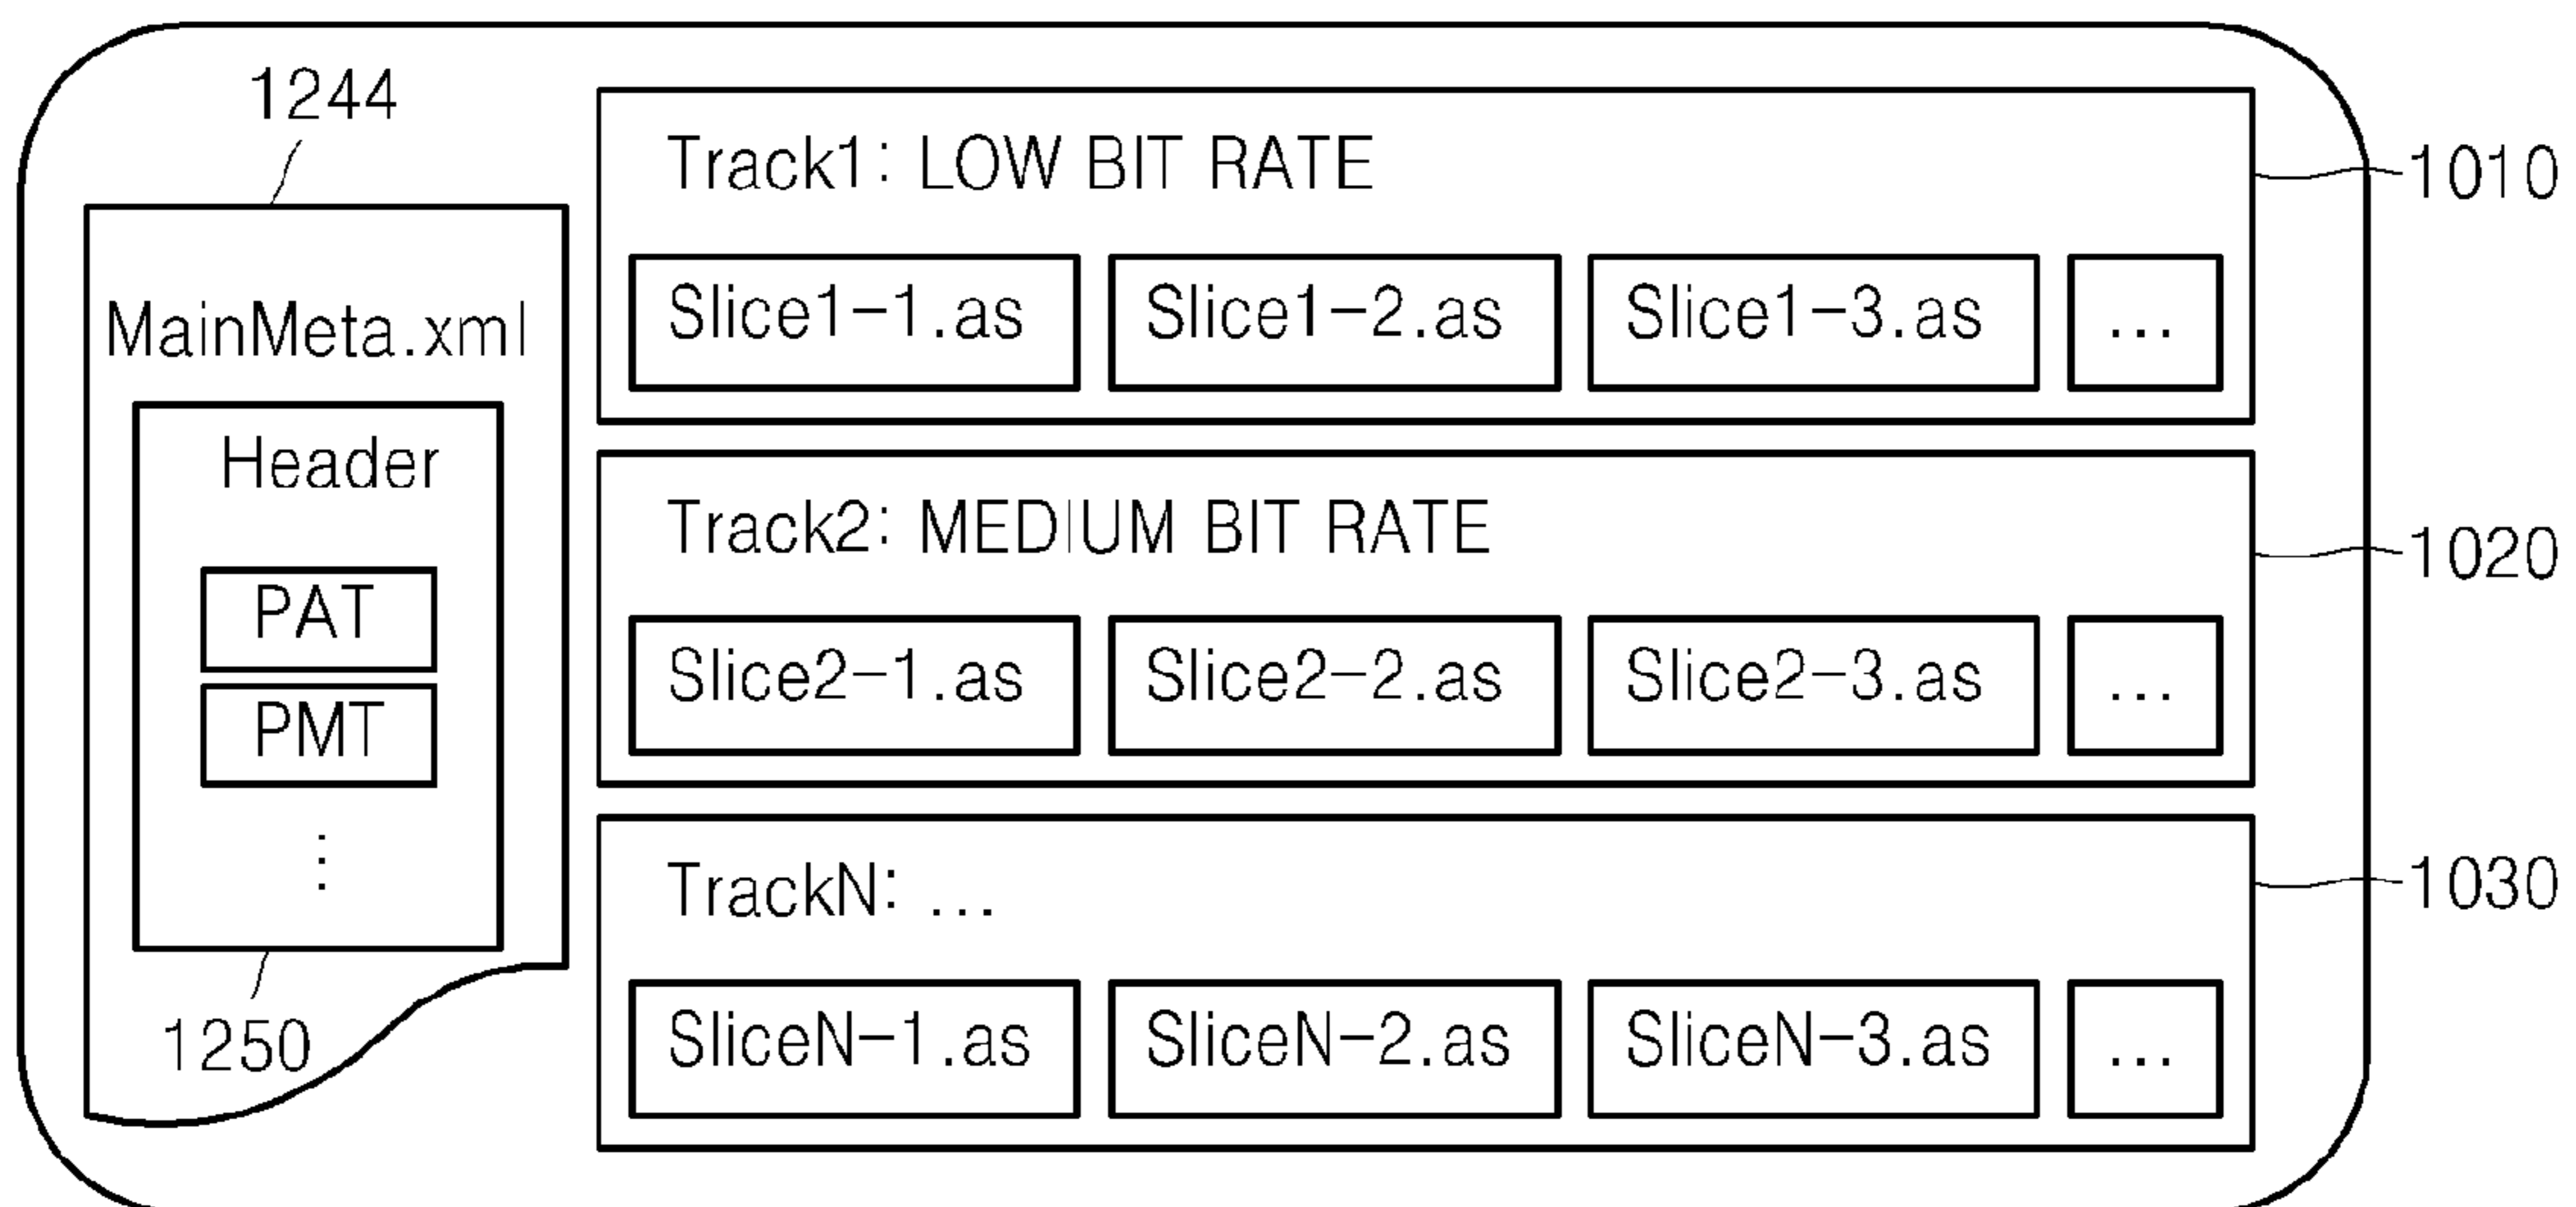 1244
MainMeta.xml
Header
PAT
PMT
⋮
1250
Track1: LOW BIT RATE
1010
Slice1-1.as
Slice1-2.as
Slice1-3.as
...
Track2: MEDIUM BIT RATE
1020
Slice2-1.as
Slice2-2.as
Slice2-3.as
...
TrackN: ...
1030
SliceN-1.as
SliceN-2.as
SliceN-3.as
...